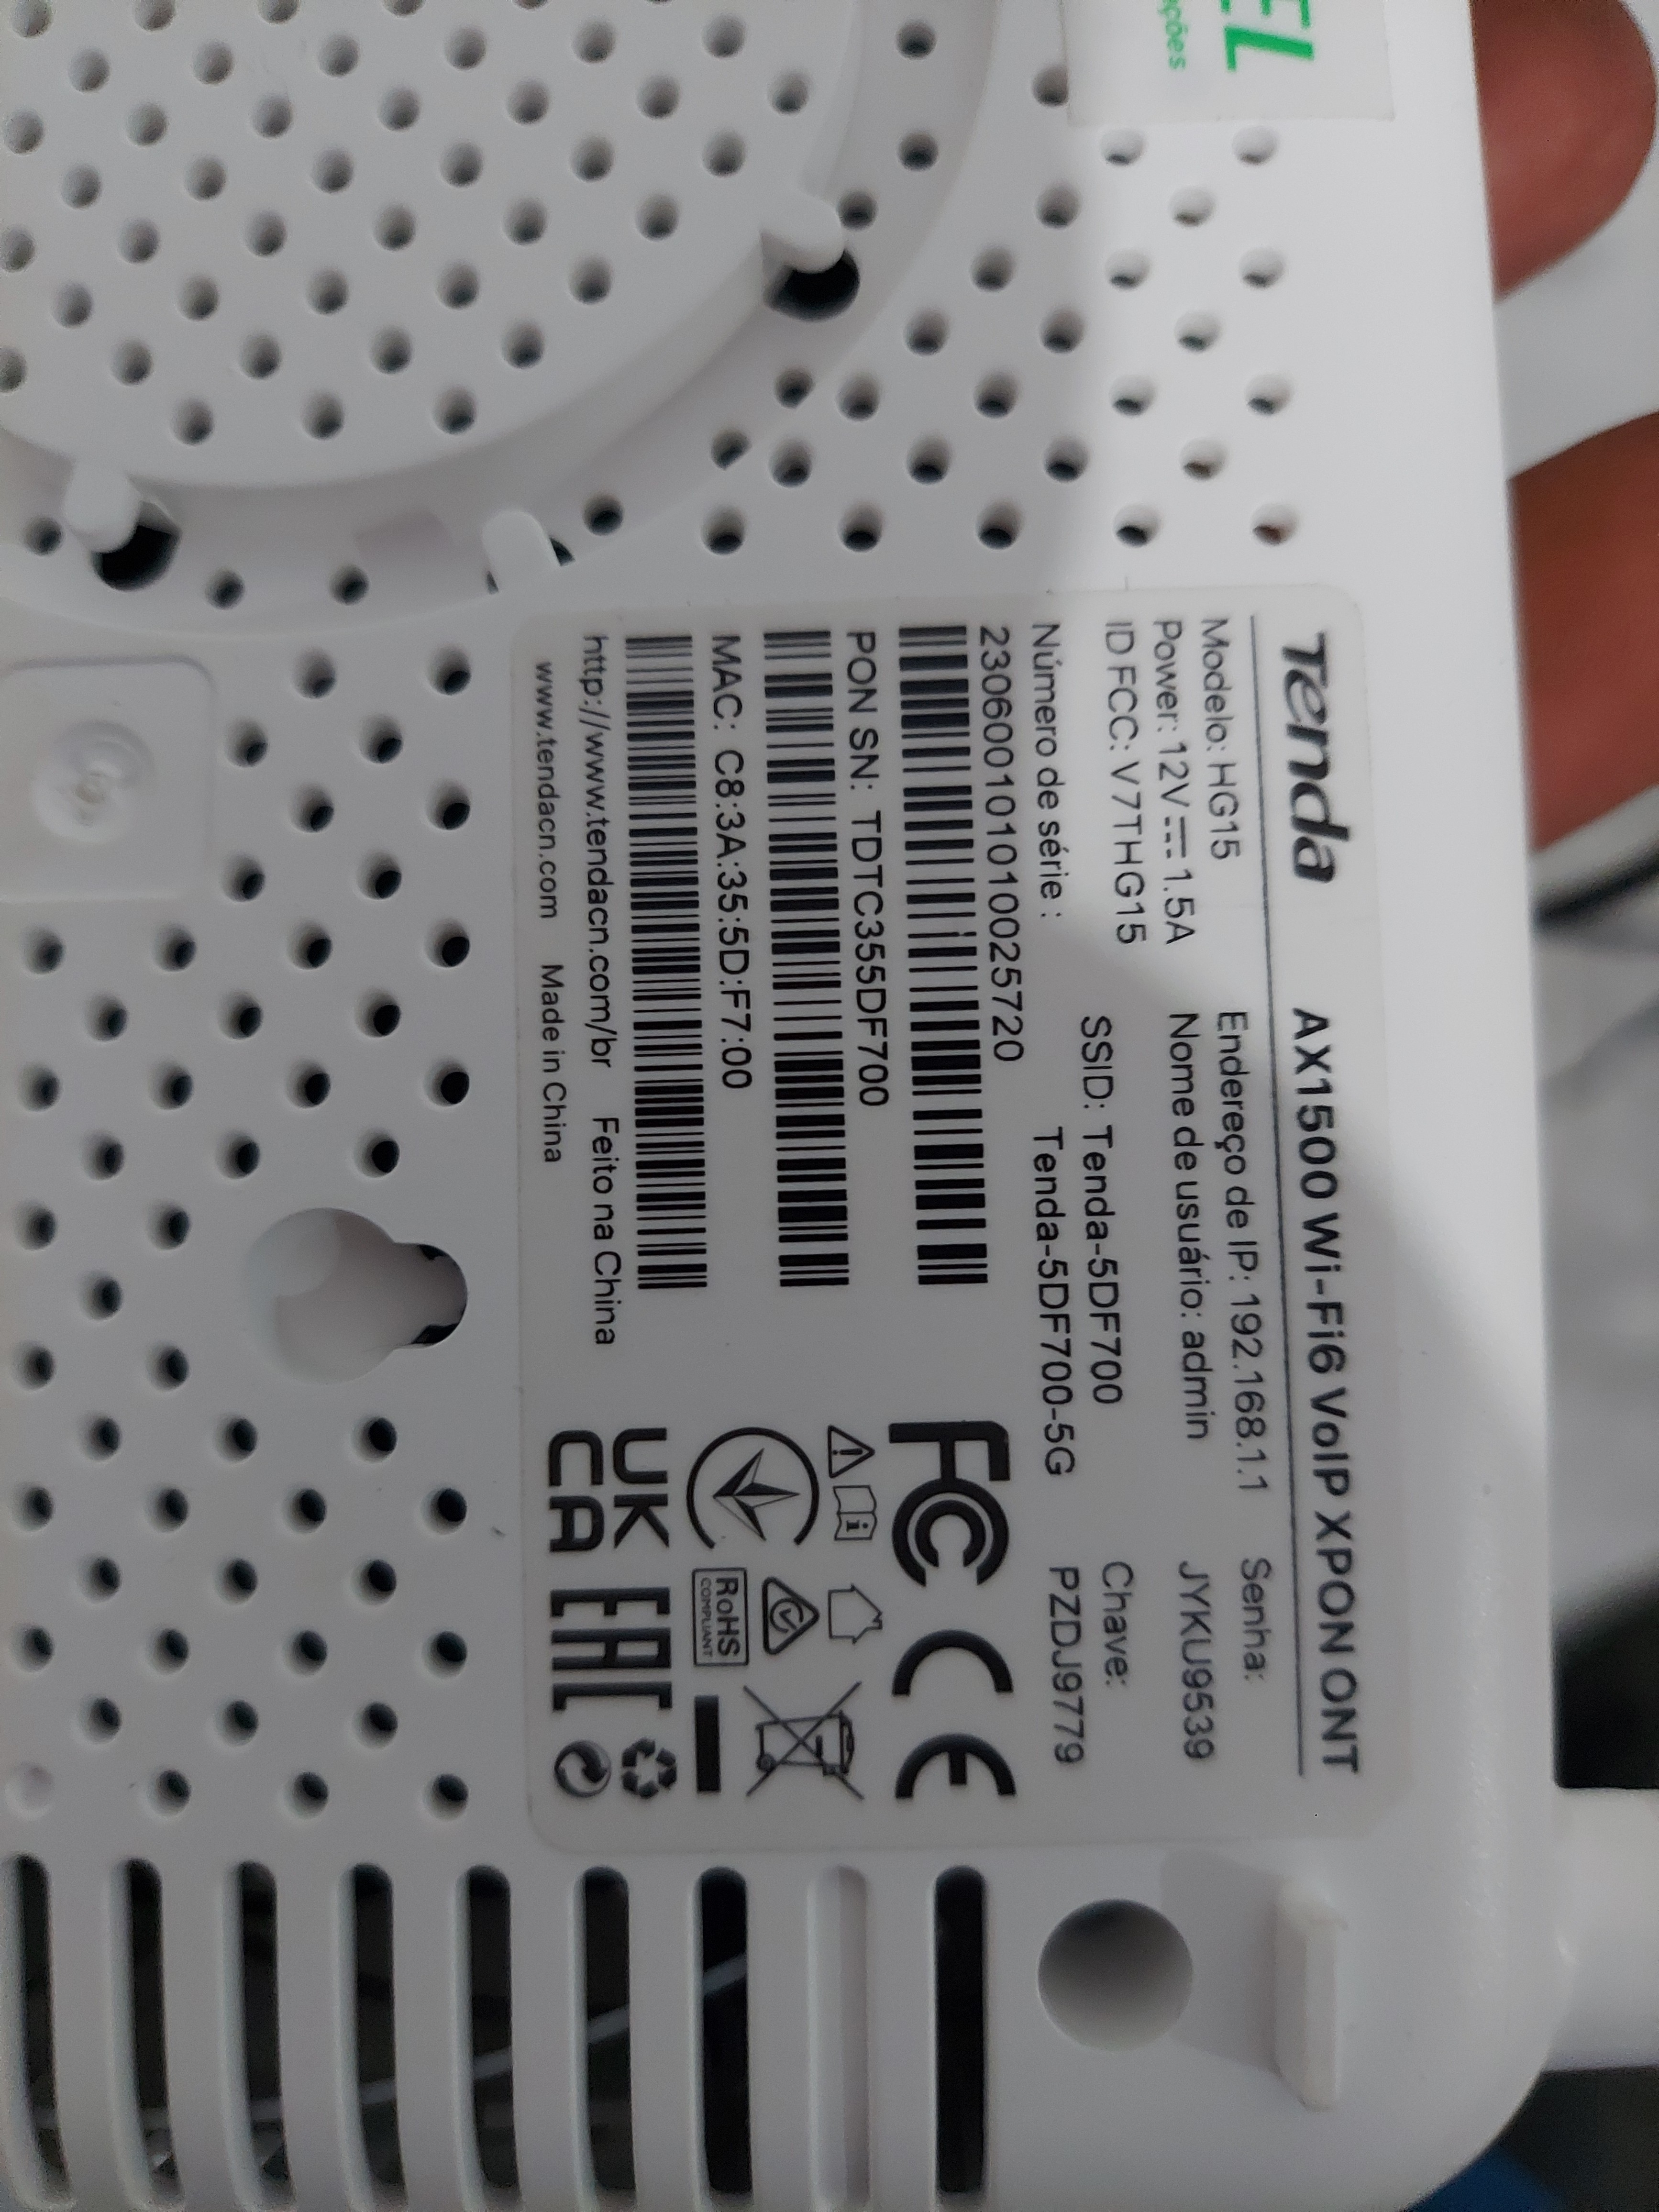 EL
ções
Tenda AX1500 Wi-Fi6 VoIP XPON ONT
Modelo: HG15
Power: 12V⎓1.5A
ID FCC: V7THG15
Endereço de IP: 192.168.1.1
Nome de usuário: admin
Senha:
JYKU9539
SSID: Tenda-5DF700
Tenda-5DF700-5G
Chave:
PZDJ9779
Número de série :
230600101010025720
PON SN: TDTC355DF700
MAC: C8:3A:35:5D:F7:00
http://www.tendacn.com/br Feito na China
www.tendacn.com Made in China
FC
CE
RoHS
COMPLIANT
UK
CA
EAC